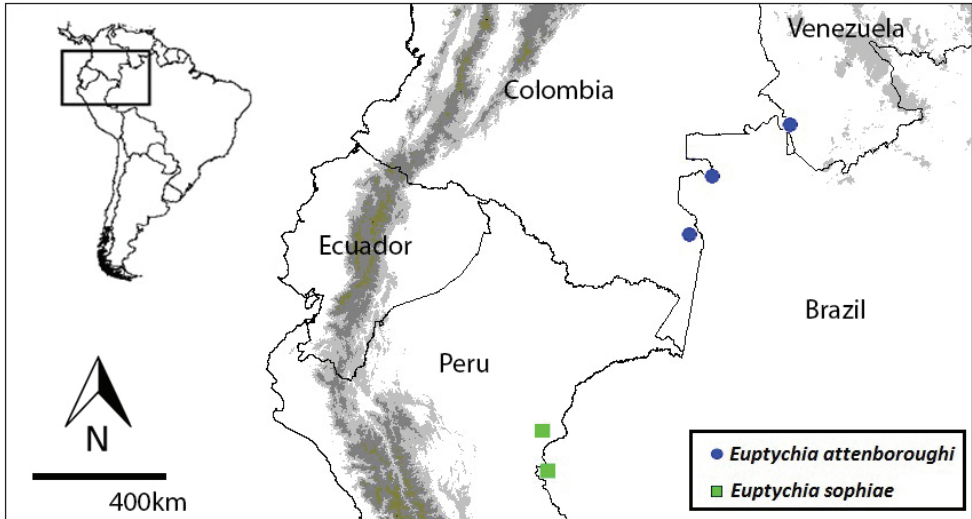 Venezuela
Colombia
Ecuador
Brazil
Peru
N
400km
Euptychia attenboroughi
Euptychia sophiae